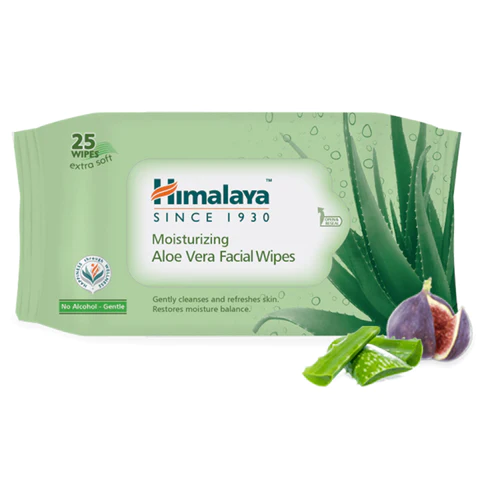 25
WIPES
extra soft
Himalaya™
SINCE 1930
Moisturizing
Aloe Vera Facial Wipes
Gently cleanses and refreshes skin.
Restores moisture balance.
No Alcohol - Gentle